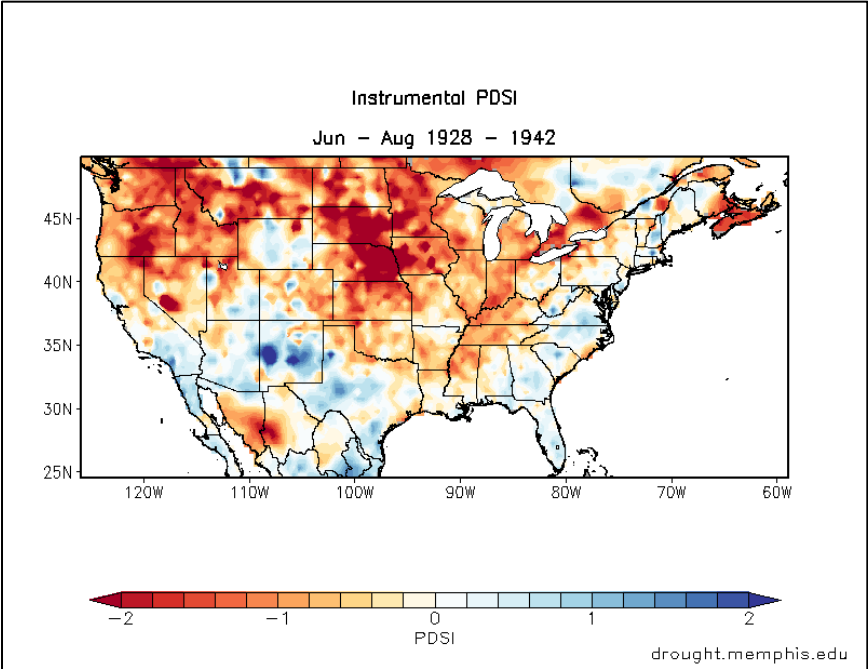 Instrumental PDSI
Jun - Aug 1928 - 1942
45N
40N
35N
30N
25N
120W 110W 100W 90W 80W 70W 60W
-2 -1 0 1 2
PDSI
drought.memphis.edu